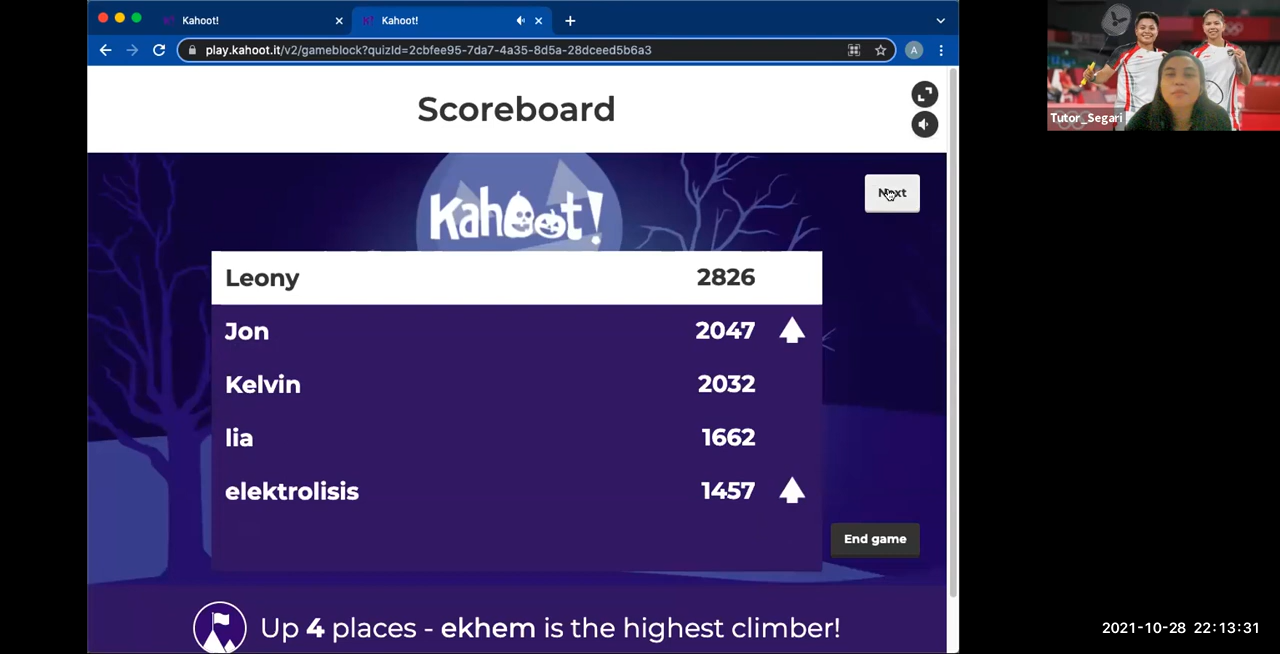 Kahoot!
Kahoot!
play.kahoot.it/v2/gameblock?quizId=2cbfee95-7da7-4a35-8d5a-28dceed5b6a3
A
Scoreboard
Tutor_Segari
Kahoot!
Next
Leony 2826
Jon 2047
Kelvin 2032
lia 1662
elektrolisis 1457
End game
Up 4 places - ekhem is the highest climber!
2021-10-28 22:13:31